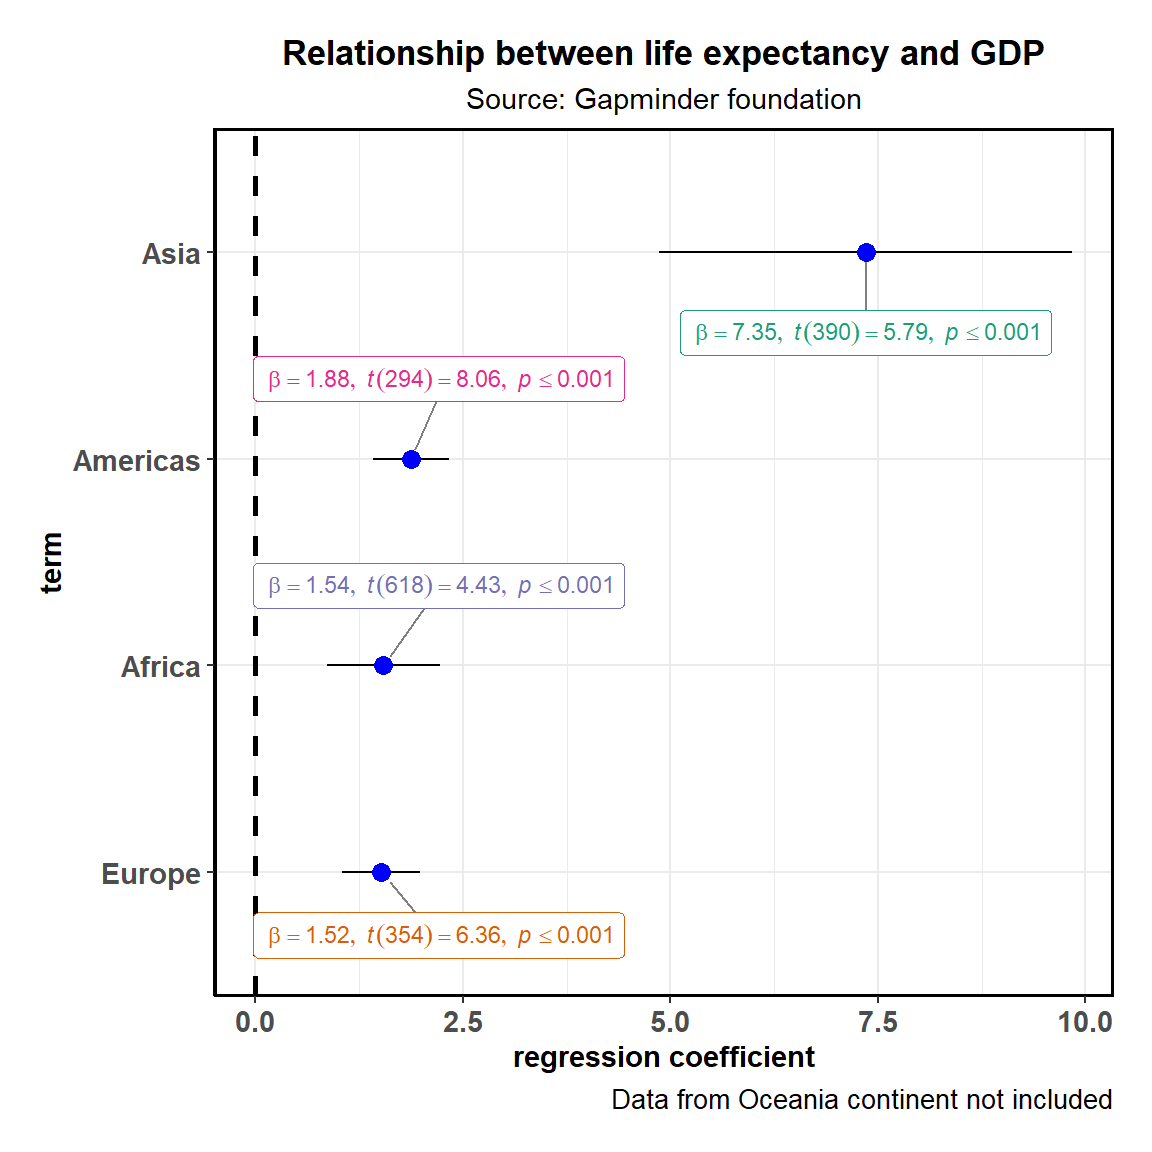 Relationship between life expectancy and GDP
Source: Gapminder foundation
Asia
β = 7.35, t(390) = 5.79, p ≤ 0.001
β = 1.88, t(294) = 8.06, p ≤ 0.001
Americas
term
β = 1.54, t(618) = 4.43, p ≤ 0.001
Africa
Europe
β = 1.52, t(354) = 6.36, p ≤ 0.001
0.0 2.5 5.0 7.5 10.0
regression coefficient
Data from Oceania continent not included